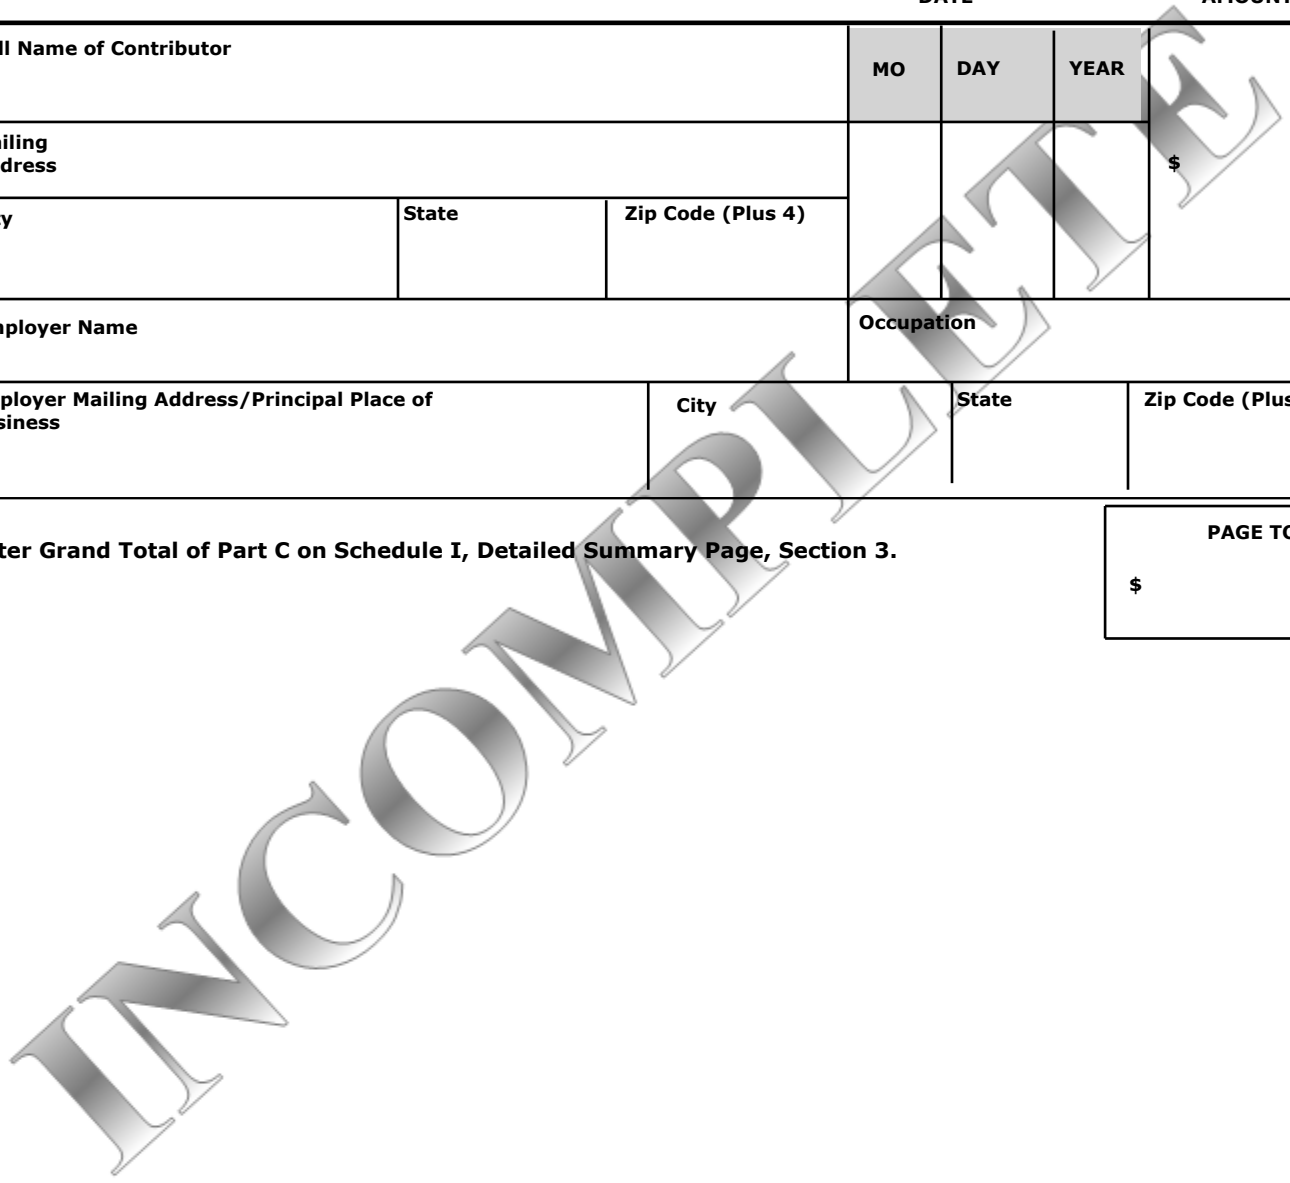 DATE AMOUNT
ll Name of Contributor
MO DAY YEAR
iling
dress
$
y State Zip Code (Plus 4)
nployer Name Occupation
ployer Mailing Address/Principal Place of
siness
City State Zip Code (Plus
ter Grand Total of Part C on Schedule I, Detailed Summary Page, Section 3.
PAGE TO
$
INCOMPLETE